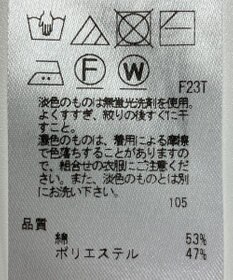 F
W
F23T
淡色のものは無蛍光洗剤を使用。
よくすすぎ、絞りの後すぐに干
すこと。
濃色のものは、着用による摩擦
で色落ちすることがありますの
で、組合せの衣服にご注意くださ
い。また、淡色のものとは別
にお洗い下さい。
105
品質
綿 53%
ポリエステル 47%